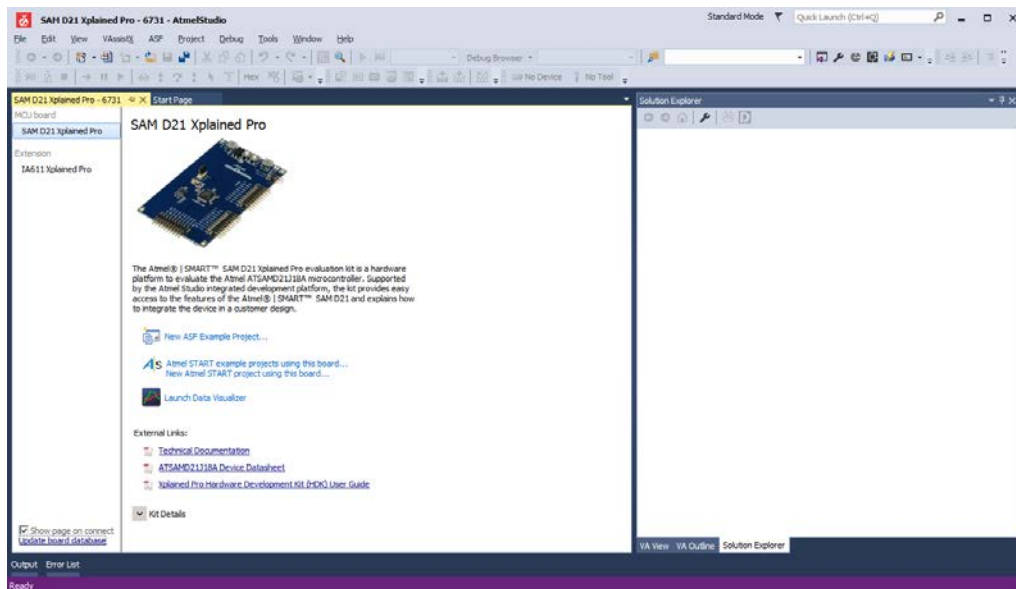 SAM D21 Xplained Pro - 6731 - AtmelStudio
Standard Mode
Quick Launch (Ctrl+Q)
File Edit View VAssistX ASF Project Debug Tools Window Help
Debug Browser
Hex
No Device
No Tool
SAM D21 Xplained Pro - 6731
Start Page
Solution Explorer
MCU board
SAM D21 Xplained Pro
Extension
IA611 Xplained Pro
SAM D21 Xplained Pro
The Atmel® | SMART™ SAM D21 Xplained Pro evaluation kit is a hardware
platform to evaluate the Atmel ATSAMD21J18A microcontroller. Supported
by the Atmel Studio integrated development platform, the kit provides easy
access to the features of the Atmel® | SMART™ SAM D21 and explains how
to integrate the device in a customer design.
New ASF Example Project...
Atmel START example projects using this board...
New Atmel START project using this board...
Launch Data Visualizer
External Links:
Technical Documentation
ATSAMD21J18A Device Datasheet
Xplained Pro Hardware Development Kit (HDK) User Guide
Kit Details
Show page on connect
Update board database
VA View VA Outline Solution Explorer
Output Error List
Ready